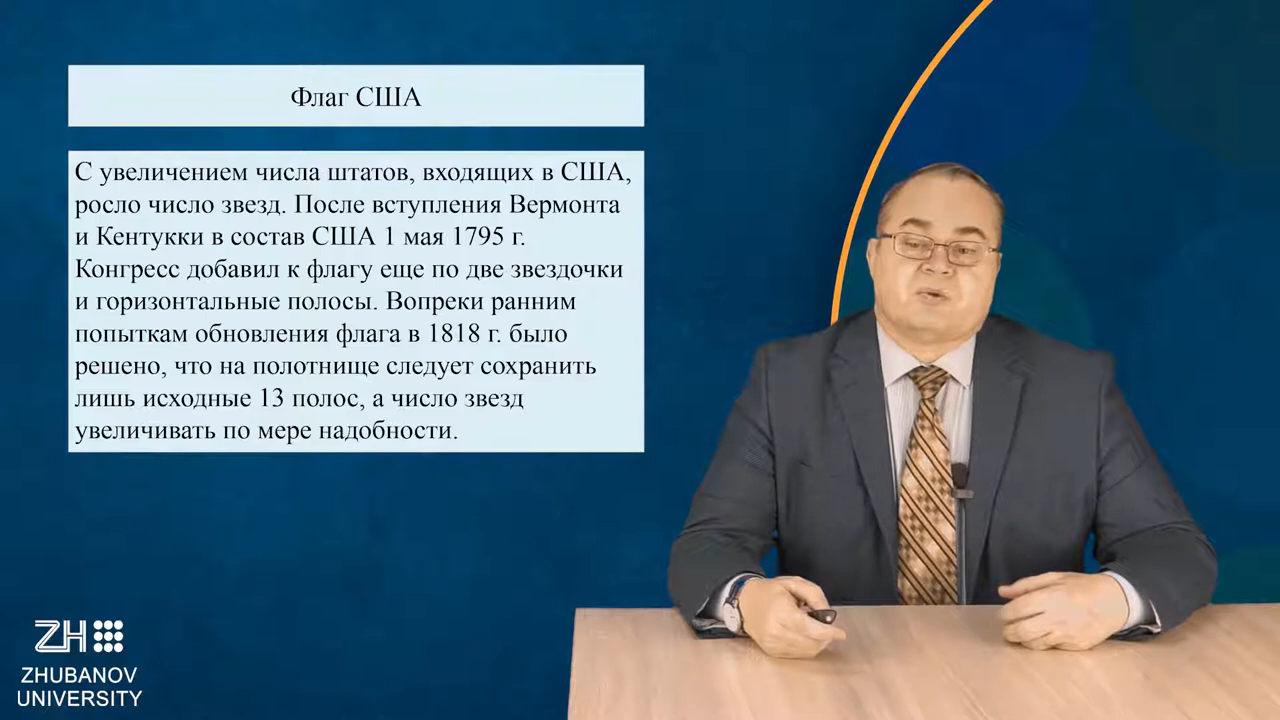 Флаг США
С увеличением числа штатов, входящих в США,
росло число звезд. После вступления Вермонта
и Кентукки в состав США 1 мая 1795 г.
Конгресс добавил к флагу еще по две звездочки
и горизонтальные полосы. Вопреки ранним
попыткам обновления флага в 1818 г. было
решено, что на полотнище следует сохранить
лишь исходные 13 полос, а число звезд
увеличивать по мере надобности.
ZH
ZHUBANOV
UNIVERSITY